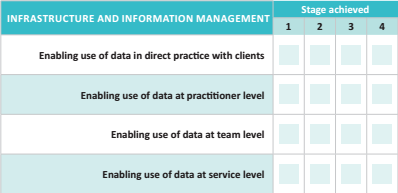 INFRASTRUCTURE AND INFORMATION MANAGEMENT
Stage achieved
1 2 3 4
Enabling use of data in direct practice with clients
Enabling use of data at practitioner level
Enabling use of data at team level
Enabling use of data at service level